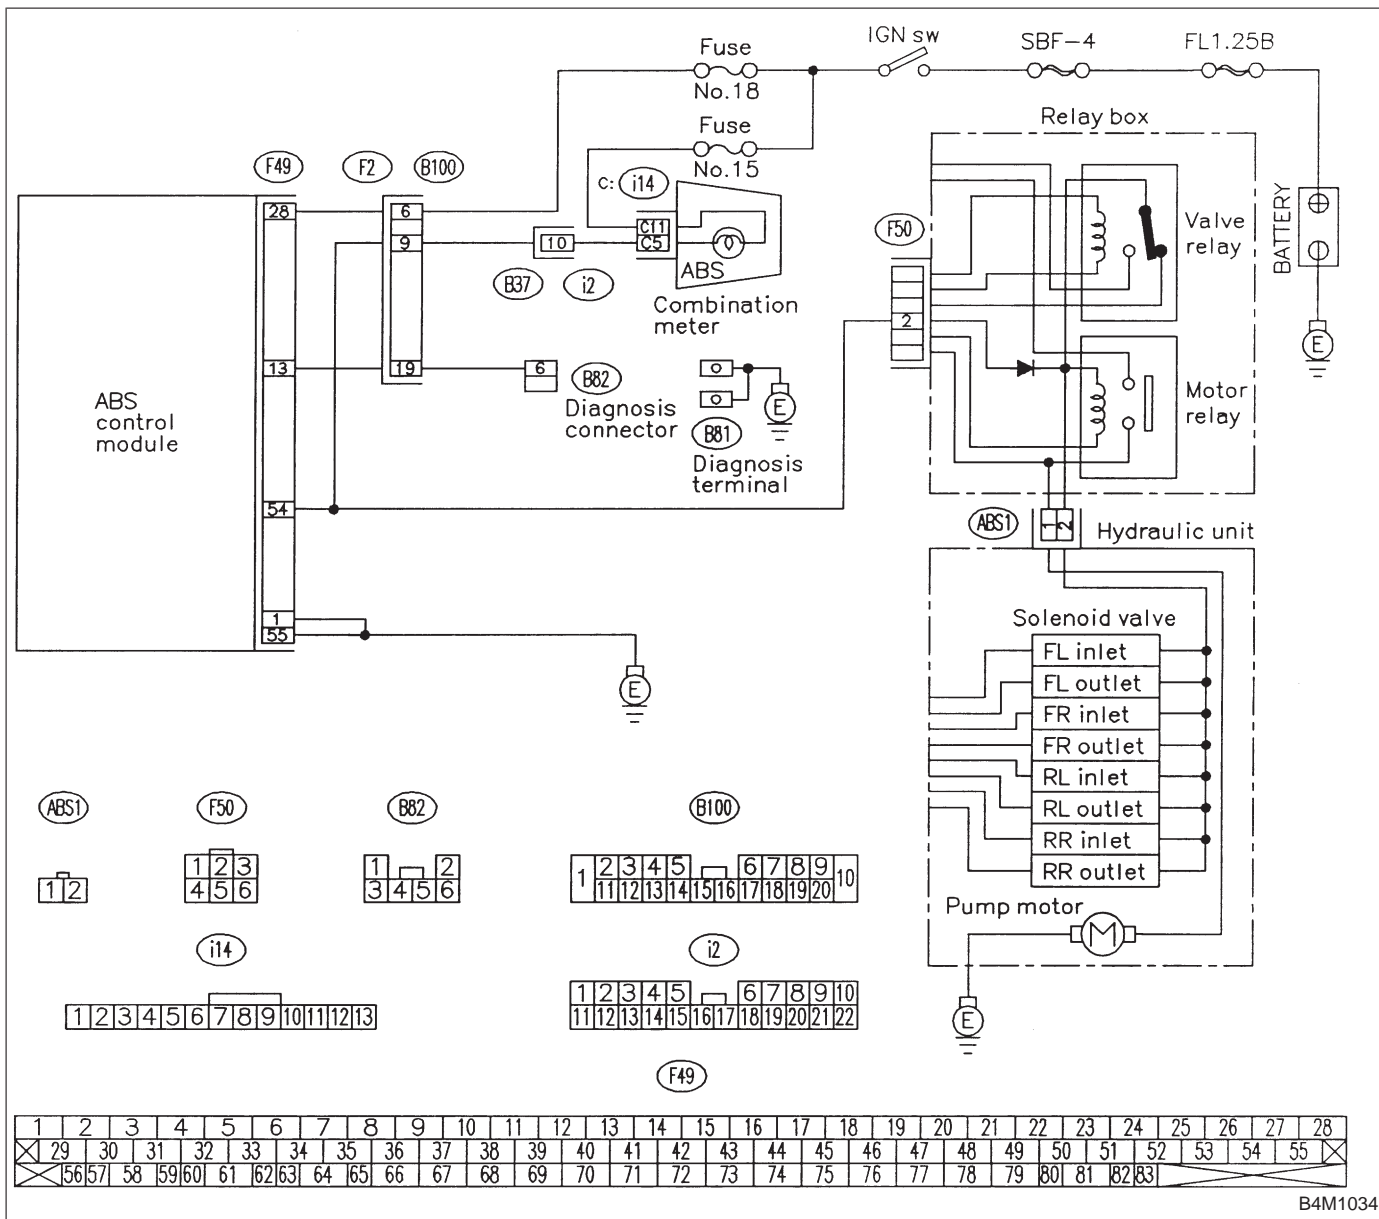 IGN sw
SBF-4
FL1.25B
Fuse
No.18
Fuse
No.15
Relay box
F49
F2
B100
C: i14
28
6
C11
9
10
C5
ABS
B37
i2
Combination
meter
F50
Valve
relay
BATTERY
2
E
13
19
6
B82
Diagnosis
connector
E
B81
Diagnosis
terminal
Motor
relay
ABS
control
module
54
ABS1
1
2
Hydraulic unit
1
55
E
Solenoid valve
FL inlet
FL outlet
FR inlet
FR outlet
RL inlet
RL outlet
RR inlet
RR outlet
Pump motor
M
E
ABS1
1 2
F50
1 2 3
4 5 6
B82
1 2
3 4 5 6
B100
1 2 3 4 5 6 7 8 9 10
11 12 13 14 15 16 17 18 19 20
i14
1 2 3 4 5 6 7 8 9 10 11 12 13
i2
1 2 3 4 5 6 7 8 9 10
11 12 13 14 15 16 17 18 19 20 21 22
F49
1 2 3 4 5 6 7 8 9 10 11 12 13 14 15 16 17 18 19 20 21 22 23 24 25 26 27 28
29 30 31 32 33 34 35 36 37 38 39 40 41 42 43 44 45 46 47 48 49 50 51 52 53 54 55
56 57 58 59 60 61 62 63 64 65 66 67 68 69 70 71 72 73 74 75 76 77 78 79 80 81 82 83
B4M1034